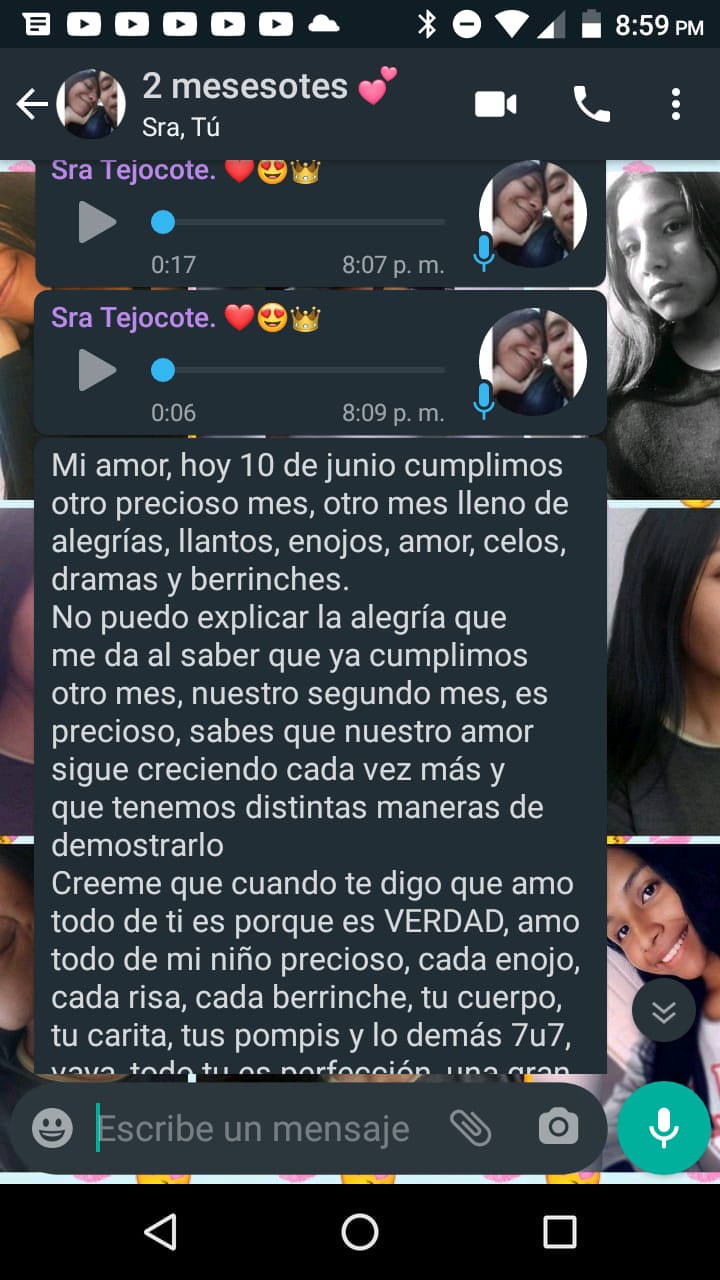 8:59 PM
2 mesesotes 💕
Sra, Tú
Sra Tejocote. ❤️😍👑
0:17 8:07 p. m.
Sra Tejocote. ❤️😍👑
0:06 8:09 p. m.
Mi amor, hoy 10 de junio cumplimos
otro precioso mes, otro mes lleno de
alegrías, llantos, enojos, amor, celos,
dramas y berrinches.
No puedo explicar la alegría que
me da al saber que ya cumplimos
otro mes, nuestro segundo mes, es
precioso, sabes que nuestro amor
sigue creciendo cada vez más y
que tenemos distintas maneras de
demostrarlo
Creeme que cuando te digo que amo
todo de ti es porque es VERDAD, amo
todo de mi niño precioso, cada enojo,
cada risa, cada berrinche, tu cuerpo,
tu carita, tus pompis y lo demás 7u7,
vaya, todo tu es perfección, una gran
Escribe un mensaje